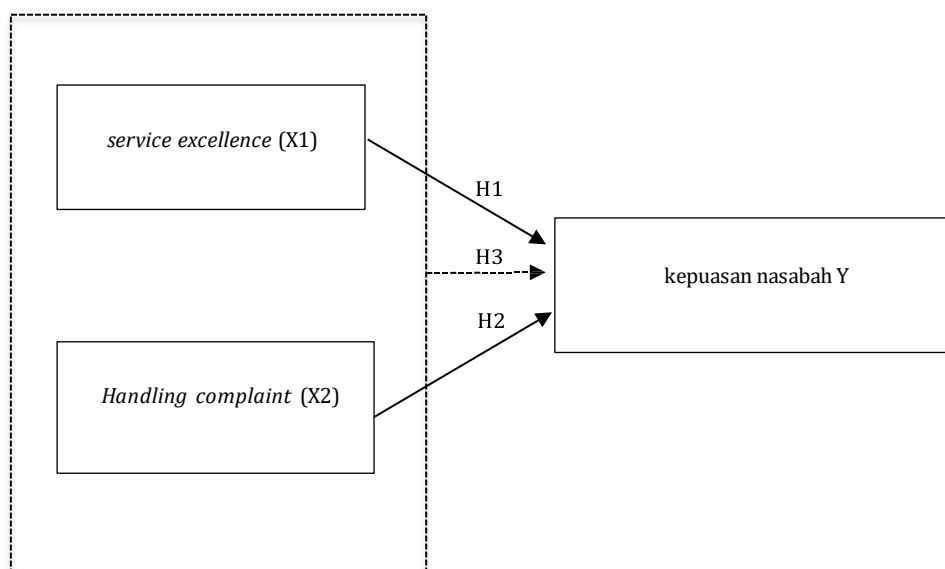 service excellence (X1)
H1
H3
kepuasan nasabah Y
H2
Handling complaint (X2)